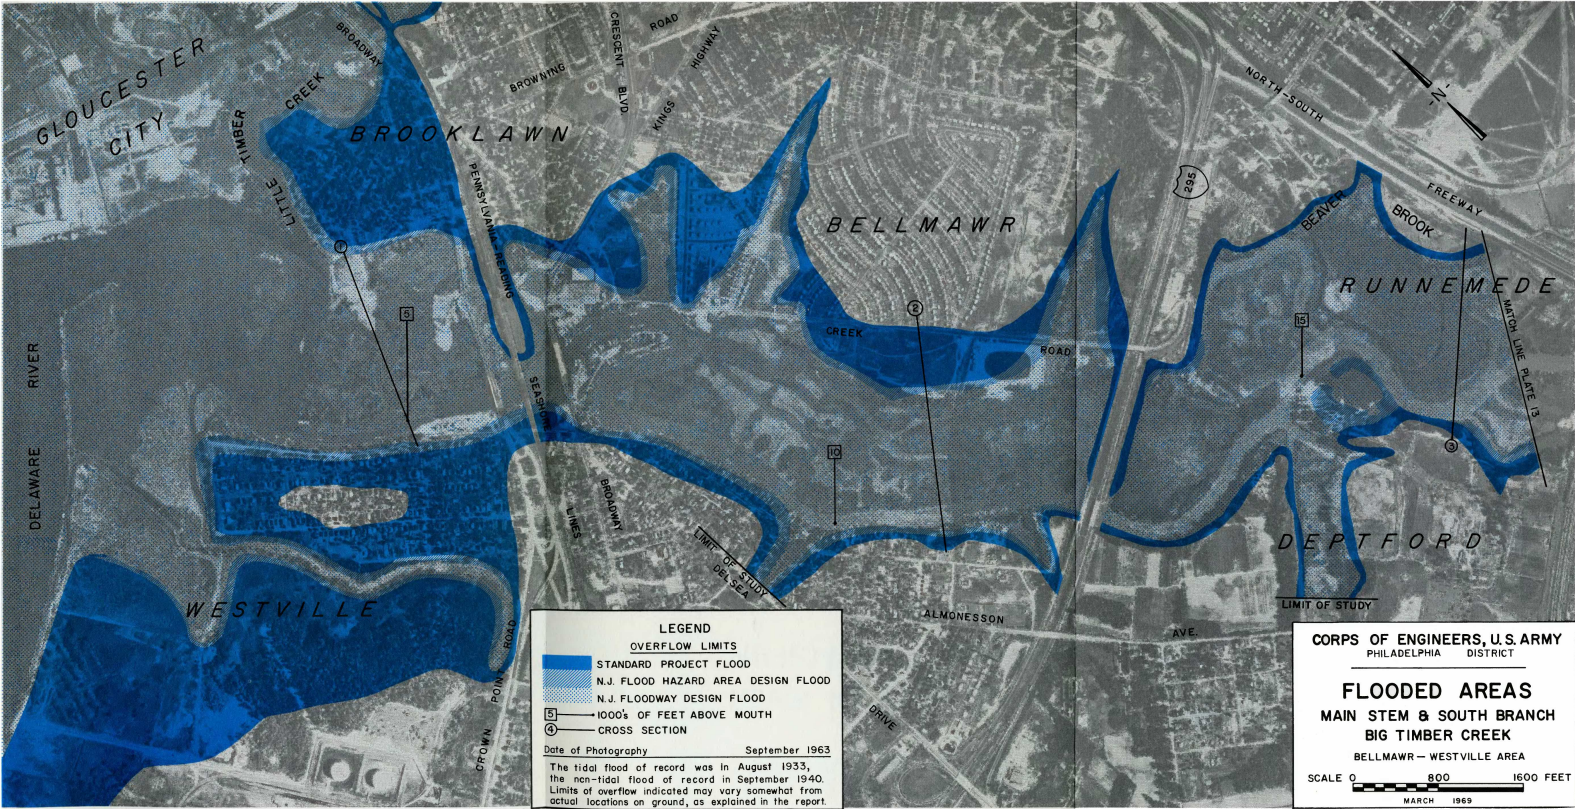 GLOUCESTER
CITY
BROADWAY
LITTLE TIMBER CREEK
BROOKLAWN
BROWNING ROAD
CRESCENT BLVD
KINGS HIGHWAY
PENNSYLVANIA-READING SEASHORE LINES
BELLMAWR
295
NORTH-SOUTH FREEWAY
N
BEAVER BROOK
RUNNEMEDE
MATCH LINE PLATE 13
1
5
2
15
3
10
CREEK ROAD
DELAWARE RIVER
WESTVILLE
BROADWAY
LIMIT OF STUDY
DELSEA
DRIVE
ALMONESSON AVE.
DEPTFORD
LIMIT OF STUDY
CROWN POINT ROAD
LEGEND
OVERFLOW LIMITS
STANDARD PROJECT FLOOD
N.J. FLOOD HAZARD AREA DESIGN FLOOD
N.J. FLOODWAY DESIGN FLOOD
5 1000's OF FEET ABOVE MOUTH
4 CROSS SECTION
Date of Photography September 1963
The tidal flood of record was in August 1933,
the non-tidal flood of record in September 1940.
Limits of overflow indicated may vary somewhat from
actual locations on ground, as explained in the report.
CORPS OF ENGINEERS, U.S. ARMY
PHILADELPHIA DISTRICT
FLOODED AREAS
MAIN STEM & SOUTH BRANCH
BIG TIMBER CREEK
BELLMAWR — WESTVILLE AREA
SCALE 0 800 1600 FEET
MARCH 1969